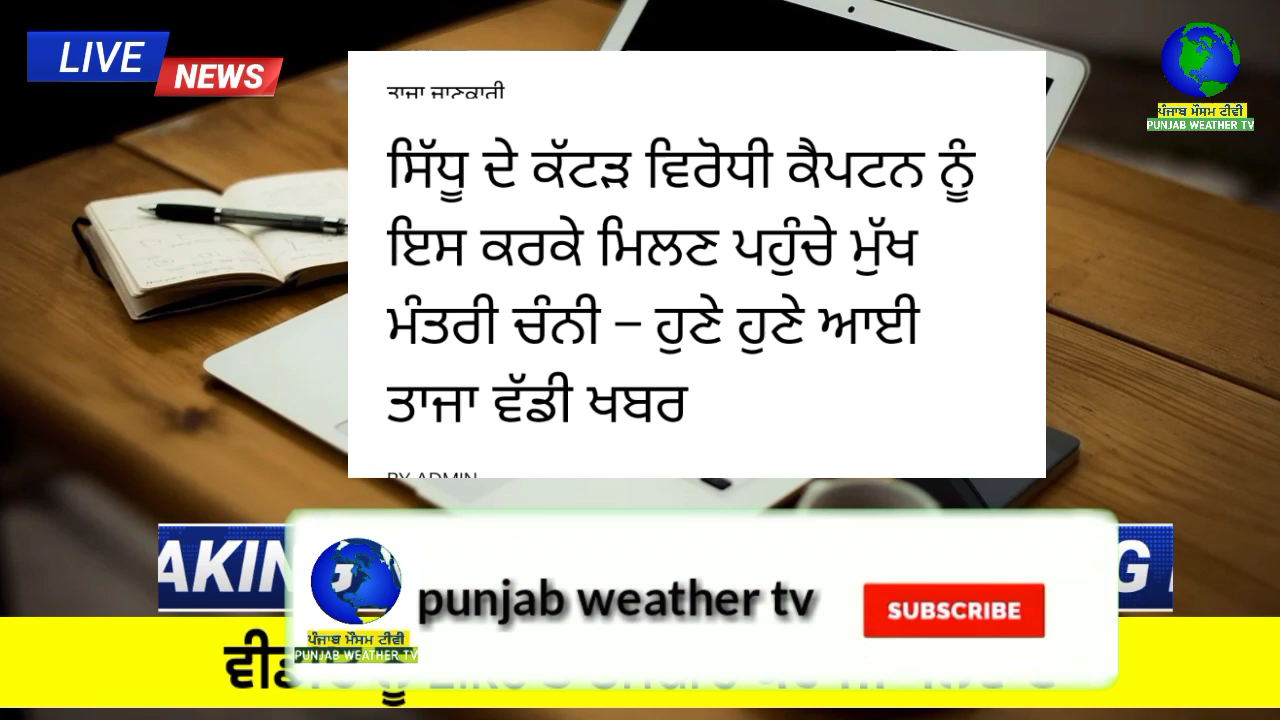 LIVE
NEWS
ਪੰਜਾਬ ਮੌਸਮ ਟੀਵੀ
PUNJAB WEATHER TV
ਤਾਜਾ ਜਾਣਕਾਰੀ
ਸਿੱਧੂ ਦੇ ਕੱਟੜ ਵਿਰੋਧੀ ਕੈਪਟਨ ਨੂੰ
ਇਸ ਕਰਕੇ ਮਿਲਣ ਪਹੁੰਚੇ ਮੁੱਖ
ਮੰਤਰੀ ਚੰਨੀ – ਹੁਣੇ ਹੁਣੇ ਆਈ
ਤਾਜਾ ਵੱਡੀ ਖਬਰ
BY ADMIN
punjab weather tv
SUBSCRIBE
ਪੰਜਾਬ ਮੌਸਮ ਟੀਵੀ
PUNJAB WEATHER TV